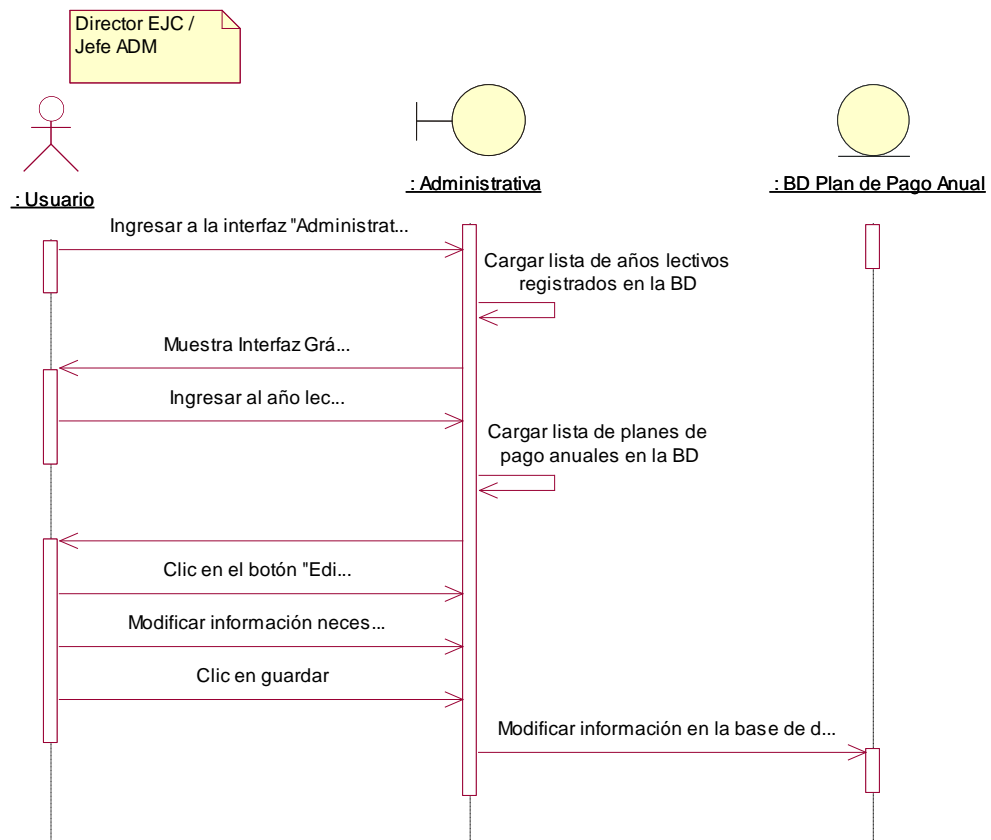 Director EJC /
Jefe ADM
: Usuario
: Administrativa
: BD Plan de Pago Anual
Ingresar a la interfaz "Administrat...
Cargar lista de años lectivos
registrados en la BD
Muestra Interfaz Grá...
Ingresar al año lec...
Cargar lista de planes de
pago anuales en la BD
Clic en el botón "Edi...
Modificar información neces...
Clic en guardar
Modificar información en la base de d...